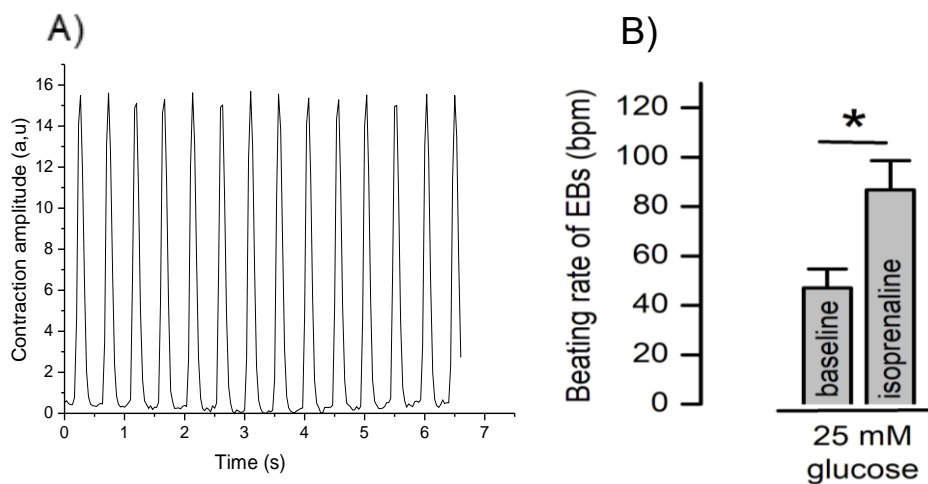 A)
Contraction amplitude (a,u)
16
14
12
10
8
6
4
2
0
0 1 2 3 4 5 6 7
Time (s)
B)
Beating rate of EBs (bpm)
120
100
80
60
40
20
0
*
baseline
isoprenaline
25 mM
glucose